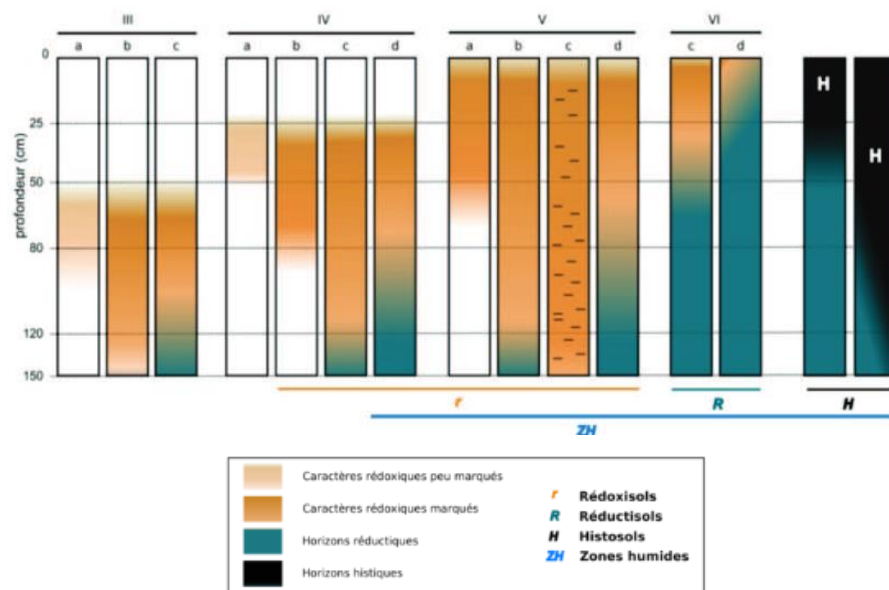 III IV V VI
a b c a b c d a b c d c d
0
25
50
80
120
150
profondeur (cm)
H
H
r R H
ZH
Caractères rédoxiques peu marqués
Caractères rédoxiques marqués
Horizons réductiques
Horizons histiques
r Rédoxisols
R Réductisols
H Histosols
ZH Zones humides